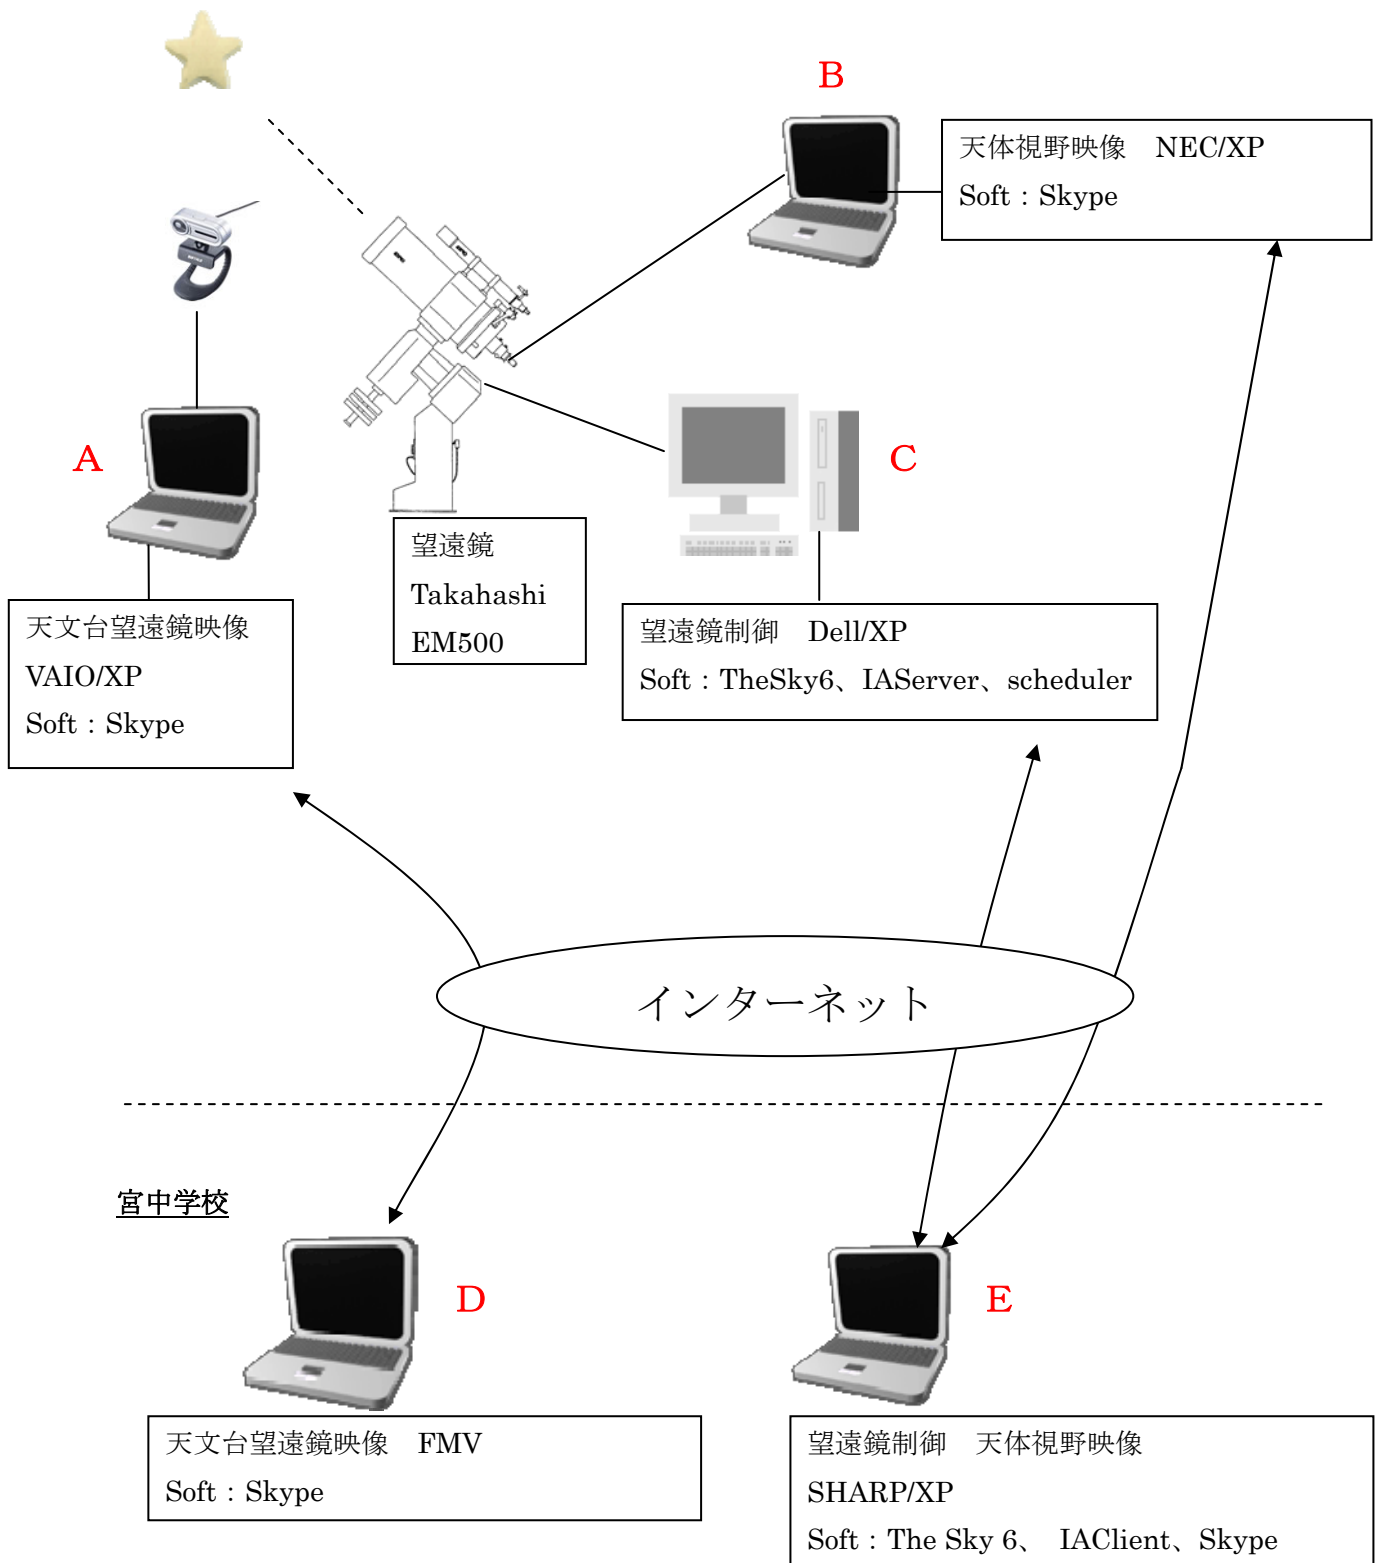 B
天体視野映像　NEC/XP
Soft：Skype
A
C
望遠鏡
Takahashi
EM500
天文台望遠鏡映像
VAIO/XP
Soft：Skype
望遠鏡制御　Dell/XP
Soft：TheSky6、IAServer、scheduler
インターネット
宮中学校
D
E
天文台望遠鏡映像　FMV
Soft：Skype
望遠鏡制御　天体視野映像
SHARP/XP
Soft：The Sky 6、 IAClient、Skype